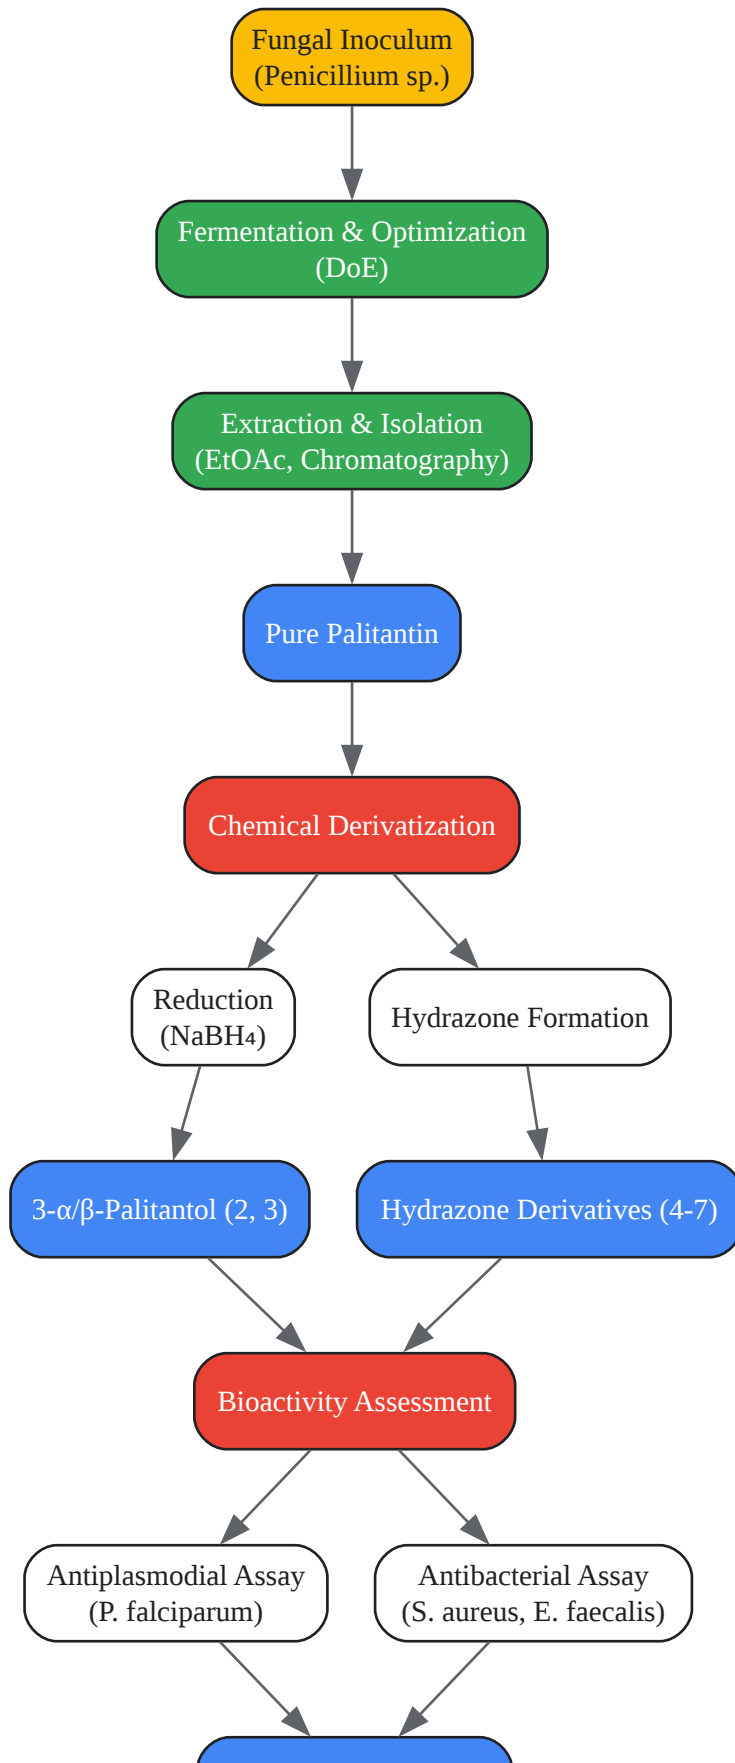 Fungal Inoculum
(Penicillium sp.)
Fermentation & Optimization
(DoE)
Extraction & Isolation
(EtOAc, Chromatography)
Pure Palitantin
Chemical Derivatization
Reduction
(NaBH₄)
Hydrazone Formation
3-α/β-Palitantol (2, 3)
Hydrazone Derivatives (4-7)
Bioactivity Assessment
Antiplasmodial Assay
(P. falciparum)
Antibacterial Assay
(S. aureus, E. faecalis)